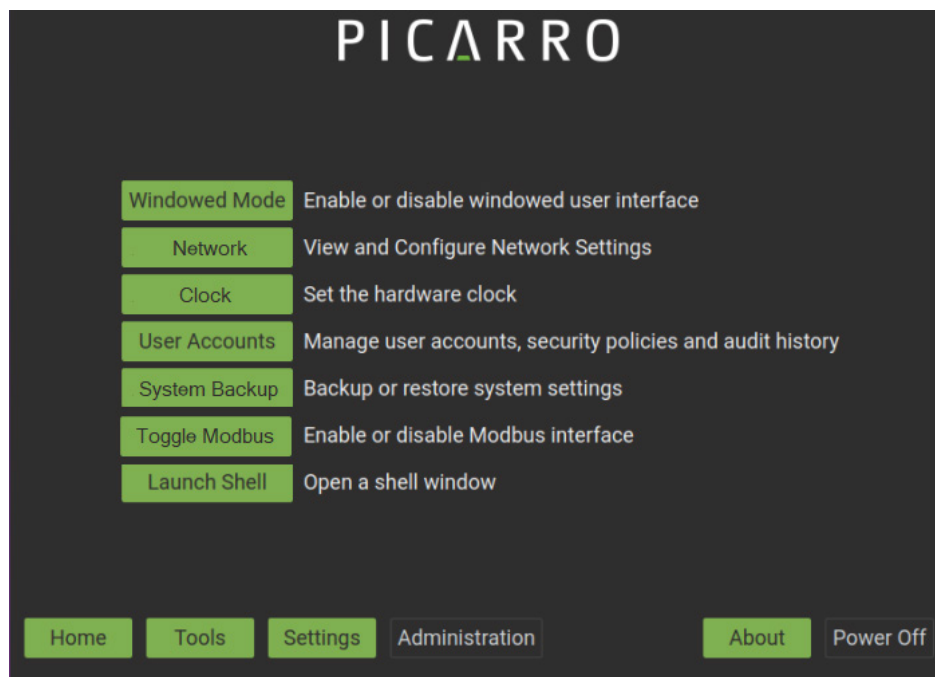 PICARRO
Windowed Mode Enable or disable windowed user interface
Network View and Configure Network Settings
Clock Set the hardware clock
User Accounts Manage user accounts, security policies and audit history
System Backup Backup or restore system settings
Toggle Modbus Enable or disable Modbus interface
Launch Shell Open a shell window
Home Tools Settings Administration About Power Off